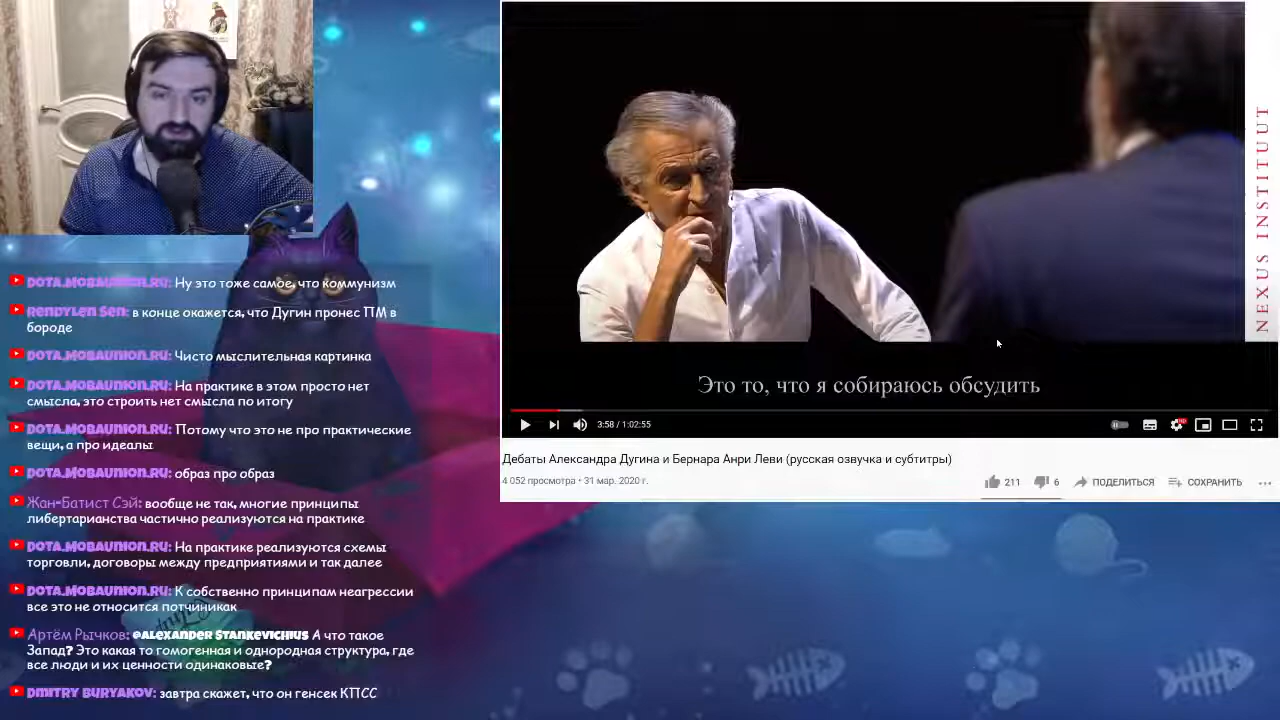 DOTA.MOBAUNION.RU: Ну это тоже самое, что коммунизм
Rendylen Sen: в конце окажется, что Дугин пронес ПМ в
бороде
DOTA.MOBAUNION.RU: Чисто мыслительная картинка
DOTA.MOBAUNION.RU: На практике в этом просто нет
смысла, это строить нет смысла по итогу
DOTA.MOBAUNION.RU: Потому что это не про практические
вещи, а про идеалы
DOTA.MOBAUNION.RU: образ про образ
Жан-Батист Сэй: вообще не так, многие принципы
либертарианства частично реализуются на практике
DOTA.MOBAUNION.RU: На практике реализуются схемы
торговли, договоры между предприятиями и так далее
DOTA.MOBAUNION.RU: К собственно принципам неагрессии
все это не относится потчиникак
Артём Рычков: @Alexander Stankevichius А что такое
Запад? Это какая то гомогенная и однородная структура, где
все люди и их ценности одинаковые?
Dmitry Buryakov: завтра скажет, что он генсек КПСС
NEXUS INSTITUUT
Это то, что я собираюсь обсудить
3:58 / 1:02:55
Дебаты Александра Дугина и Бернара Анри Леви (русская озвучка и субтитры)
4 052 просмотра • 31 мар. 2020 г.
211
6
ПОДЕЛИТЬСЯ
СОХРАНИТЬ